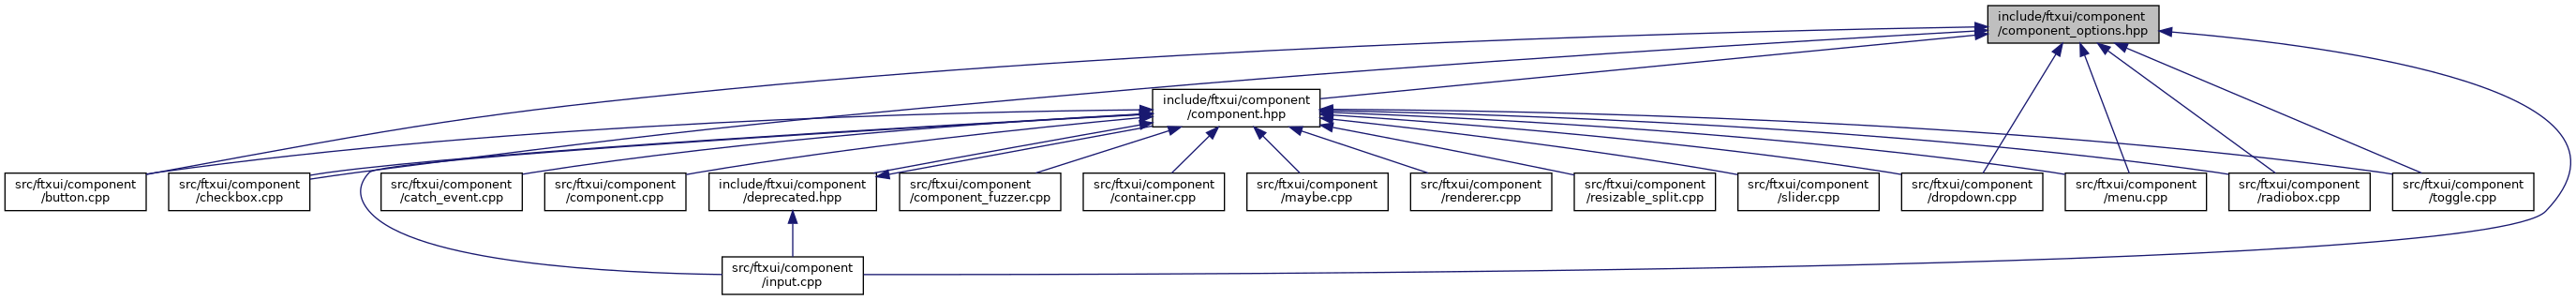 include/ftxui/component
/component_options.hpp
include/ftxui/component
/component.hpp
src/ftxui/component
/button.cpp
src/ftxui/component
/checkbox.cpp
src/ftxui/component
/catch_event.cpp
src/ftxui/component
/component.cpp
include/ftxui/component
/deprecated.hpp
src/ftxui/component
/component_fuzzer.cpp
src/ftxui/component
/container.cpp
src/ftxui/component
/maybe.cpp
src/ftxui/component
/renderer.cpp
src/ftxui/component
/resizable_split.cpp
src/ftxui/component
/slider.cpp
src/ftxui/component
/dropdown.cpp
src/ftxui/component
/menu.cpp
src/ftxui/component
/radiobox.cpp
src/ftxui/component
/toggle.cpp
src/ftxui/component
/input.cpp